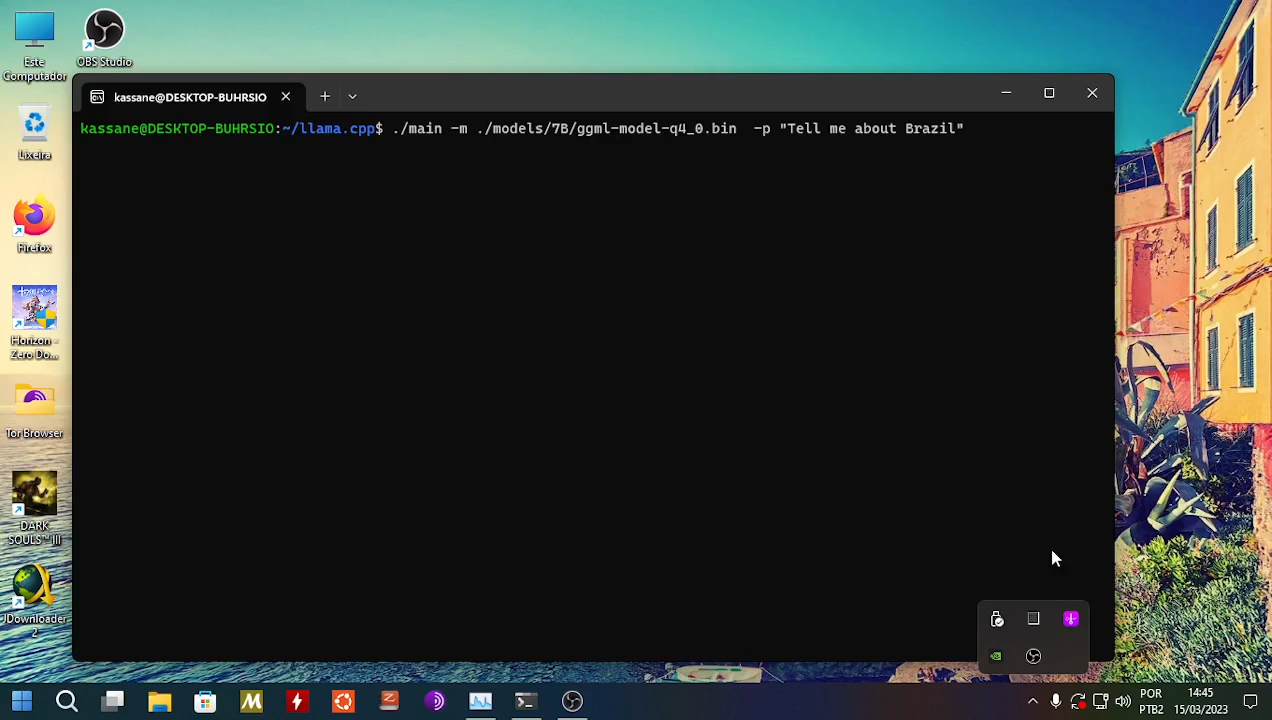 Este
Computador
OBS Studio
Lixeira
Firefox
Horizon -
Zero Do...
Tor Browser
DARK
SOULS™ III
JDownloader
2
kassane@DESKTOP-BUHRSIO
kassane@DESKTOP-BUHRSIO:~/llama.cpp$ ./main -m ./models/7B/ggml-model-q4_0.bin  -p "Tell me about Brazil"
POR
PTB2
14:45
15/03/2023